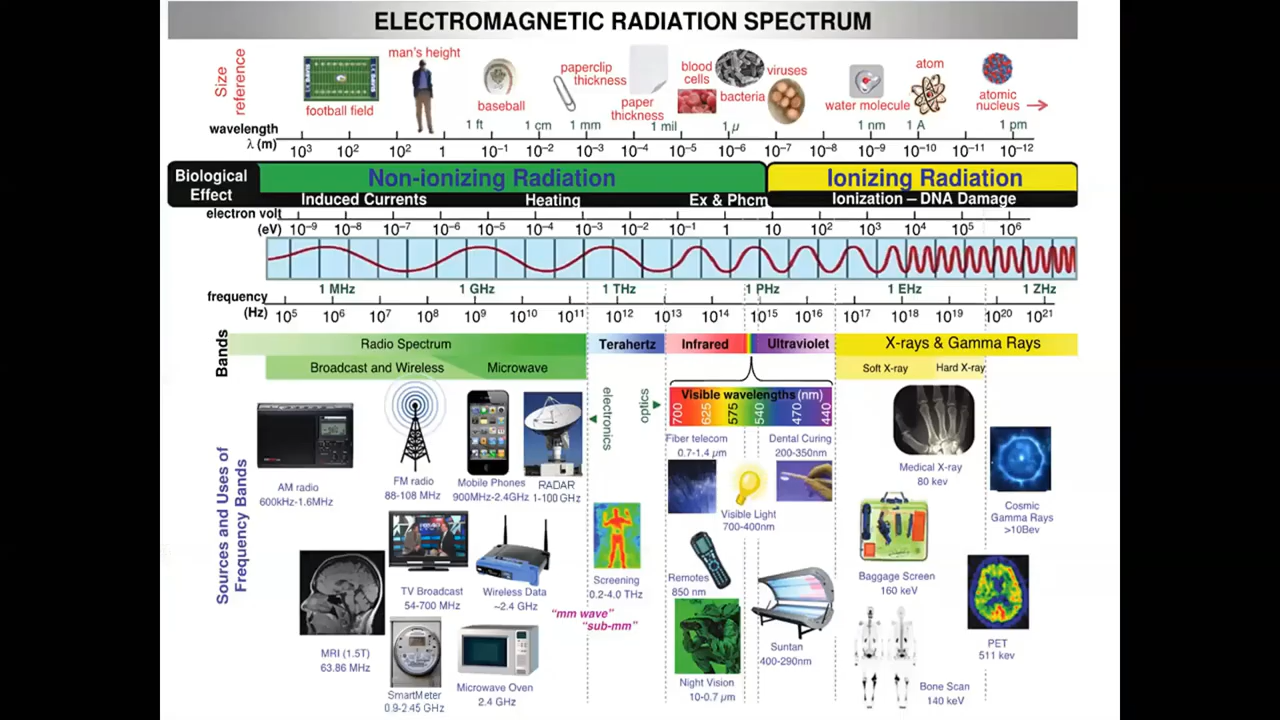 ELECTROMAGNETIC RADIATION SPECTRUM
Size
reference
football field
man's height
baseball
paperclip
thickness
paper
thickness
blood
cells
bacteria
viruses
water molecule
atom
atomic
nucleus
wavelength
λ (m)
1 ft
1 cm
1 mm
1 mil
1 μ
1 nm
1 A
1 pm
10³ 10² 10² 1 10⁻¹ 10⁻² 10⁻³ 10⁻⁴ 10⁻⁵ 10⁻⁶ 10⁻⁷ 10⁻⁸ 10⁻⁹ 10⁻¹⁰ 10⁻¹¹ 10⁻¹²
Biological
Effect
Non-ionizing Radiation
Ionizing Radiation
Induced Currents
Heating
Ex & Phcm
Ionization – DNA Damage
electron volt
(eV)
10⁻⁹ 10⁻⁸ 10⁻⁷ 10⁻⁶ 10⁻⁵ 10⁻⁴ 10⁻³ 10⁻² 10⁻¹ 1 10 10² 10³ 10⁴ 10⁵ 10⁶
1 MHz
1 GHz
1 THz
1 PHz
1 EHz
1 ZHz
frequency
(Hz)
10⁵ 10⁶ 10⁷ 10⁸ 10⁹ 10¹⁰ 10¹¹ 10¹² 10¹³ 10¹⁴ 10¹⁵ 10¹⁶ 10¹⁷ 10¹⁸ 10¹⁹ 10²⁰ 10²¹
Bands
Radio Spectrum
Terahertz
Infrared
Ultraviolet
X-rays & Gamma Rays
Broadcast and Wireless
Microwave
Soft X-ray
Hard X-ray
electronics
optics
Visible wavelengths (nm)
700 625 575 540 470 440
Sources and Uses of
Frequency Bands
AM radio
600kHz-1.6MHz
FM radio
88-108 MHz
Mobile Phones
900MHz-2.4GHz
RADAR
1-100 GHz
Fiber telecom
0.7-1.4 μm
Dental Curing
200-350nm
Medical X-ray
80 kev
Visible Light
700-400nm
Cosmic
Gamma Rays
>10Bev
TV Broadcast
54-700 MHz
Wireless Data
~2.4 GHz
Screening
0.2-4.0 THz
"mm wave"
"sub-mm"
Remotes
850 nm
Baggage Screen
160 keV
MRI (1.5T)
63.86 MHz
SmartMeter
0.9-2.45 GHz
Microwave Oven
2.4 GHz
Night Vision
10-0.7 μm
Suntan
400-290nm
PET
511 kev
Bone Scan
140 keV